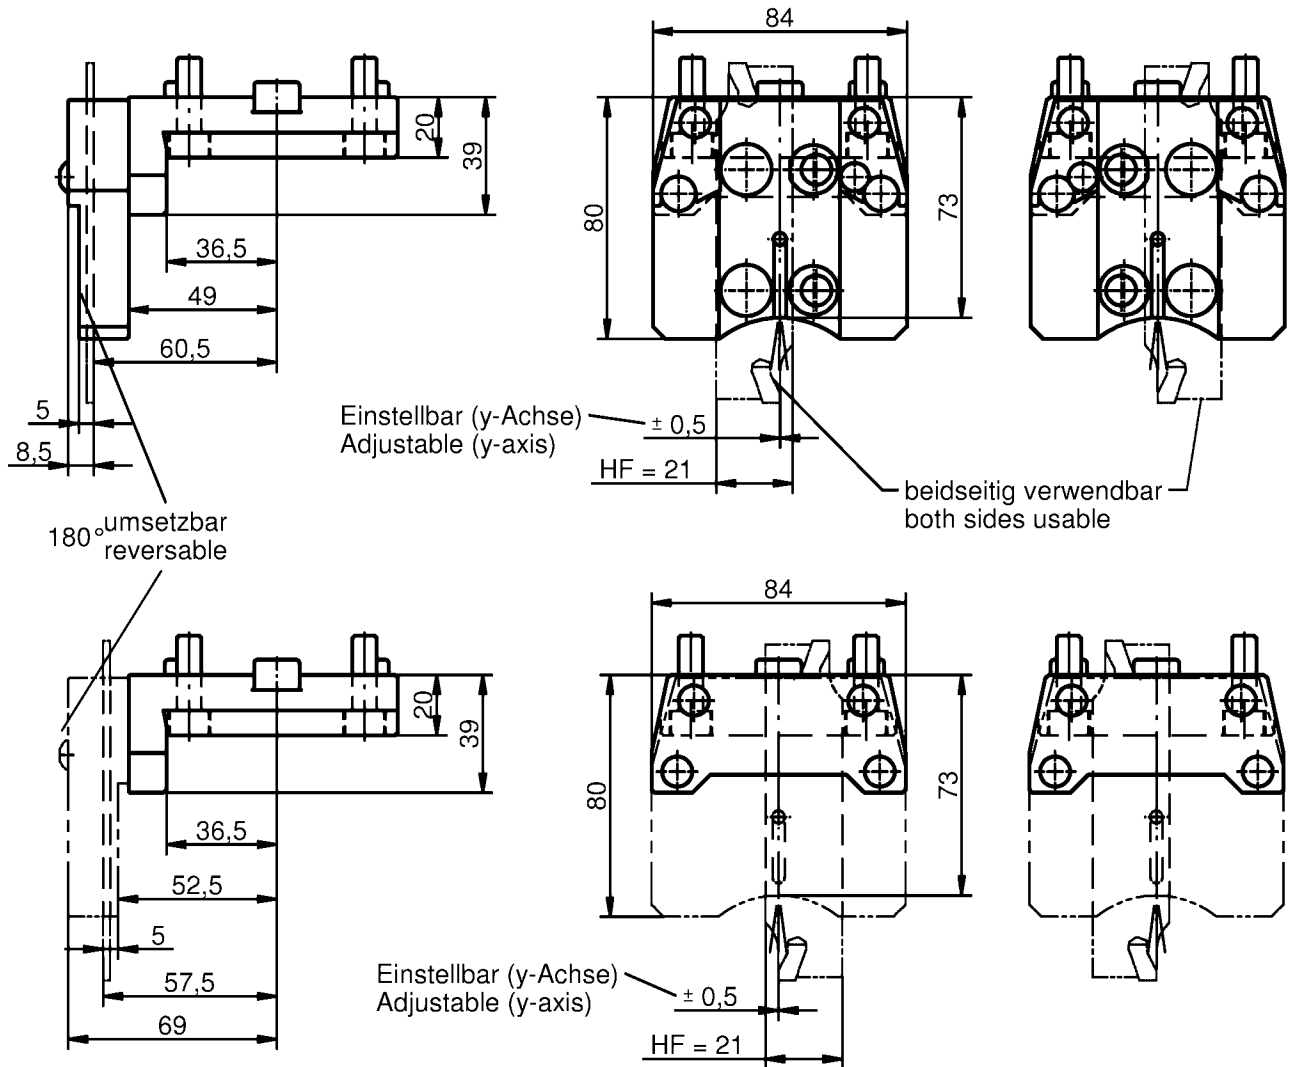 84
20
39
80
73
36,5
49
60,5
5
8,5
Einstellbar (y-Achse)
Adjustable (y-axis)
± 0,5
HF = 21
beidseitig verwendbar
both sides usable
180° umsetzbar
reversable
84
20
39
80
73
36,5
52,5
5
57,5
69
Einstellbar (y-Achse)
Adjustable (y-axis)
± 0,5
HF = 21